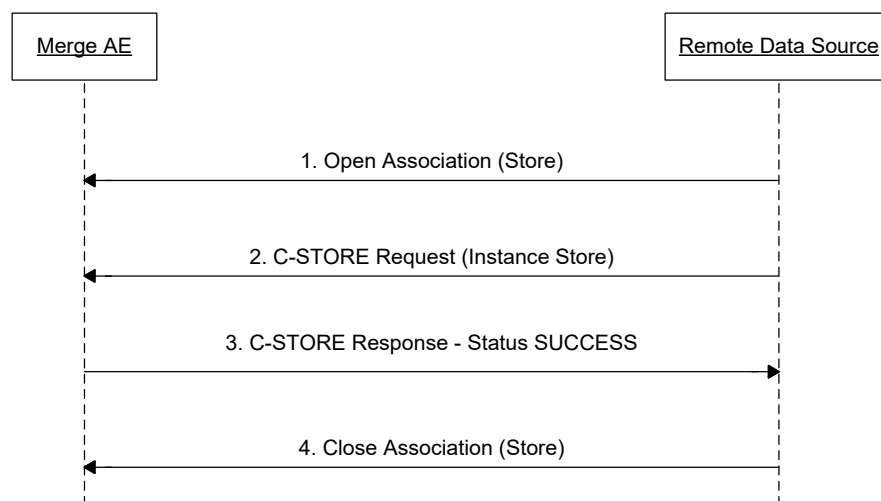 Merge AE
Remote Data Source
1. Open Association (Store)
2. C-STORE Request (Instance Store)
3. C-STORE Response - Status SUCCESS
4. Close Association (Store)